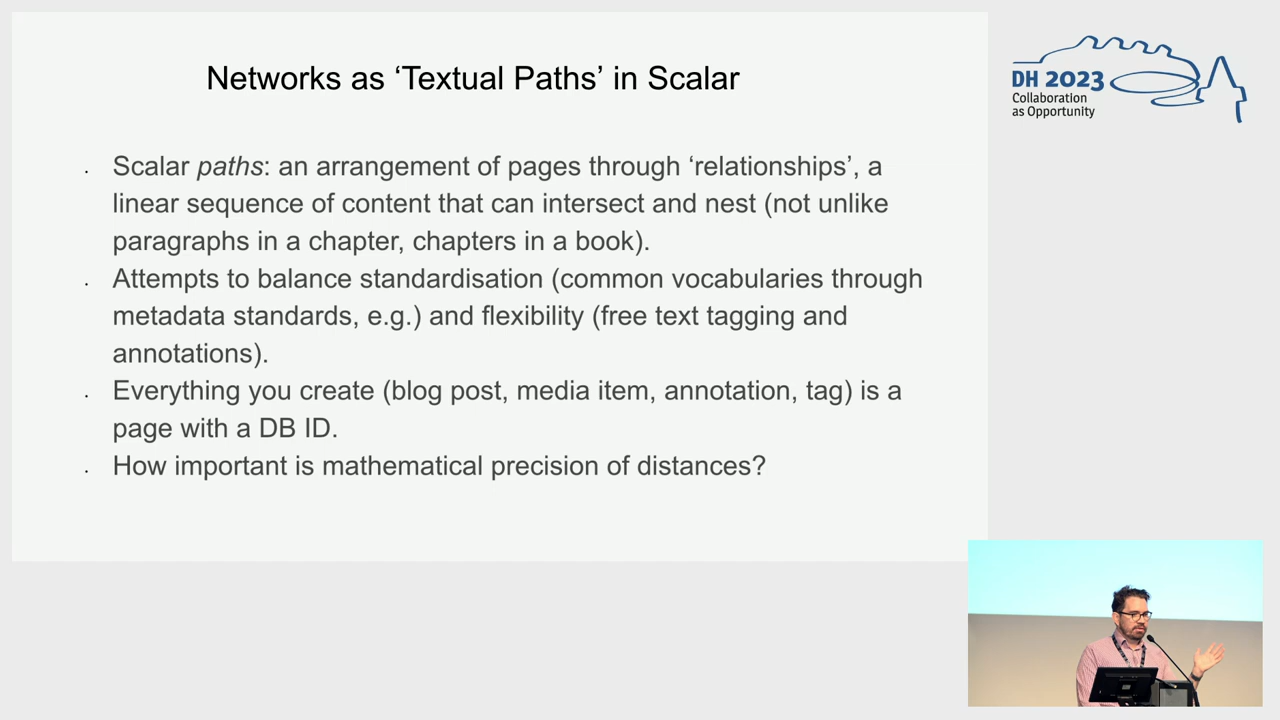 Networks as ‘Textual Paths’ in Scalar
DH 2023
Collaboration
as Opportunity
Scalar paths: an arrangement of pages through ‘relationships’, a
linear sequence of content that can intersect and nest (not unlike
paragraphs in a chapter, chapters in a book).
Attempts to balance standardisation (common vocabularies through
metadata standards, e.g.) and flexibility (free text tagging and
annotations).
Everything you create (blog post, media item, annotation, tag) is a
page with a DB ID.
How important is mathematical precision of distances?